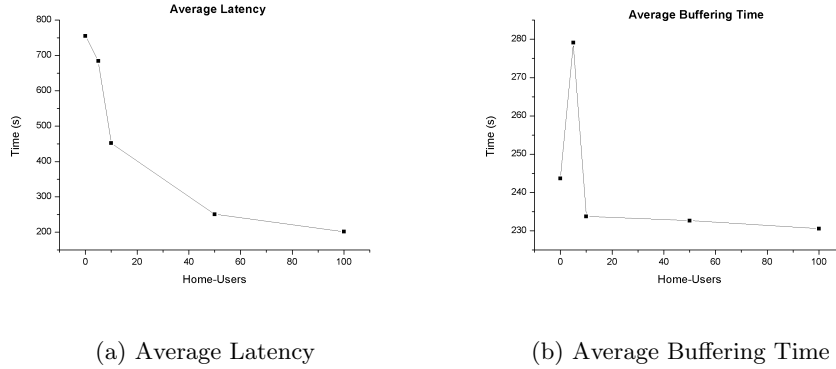 Average Latency
800
700
600
500
400
300
200
Time (s)
0 20 40 60 80 100
Home-Users
(a) Average Latency
Average Buffering Time
280
270
260
250
240
230
Time (s)
0 20 40 60 80 100
Home-Users
(b) Average Buffering Time